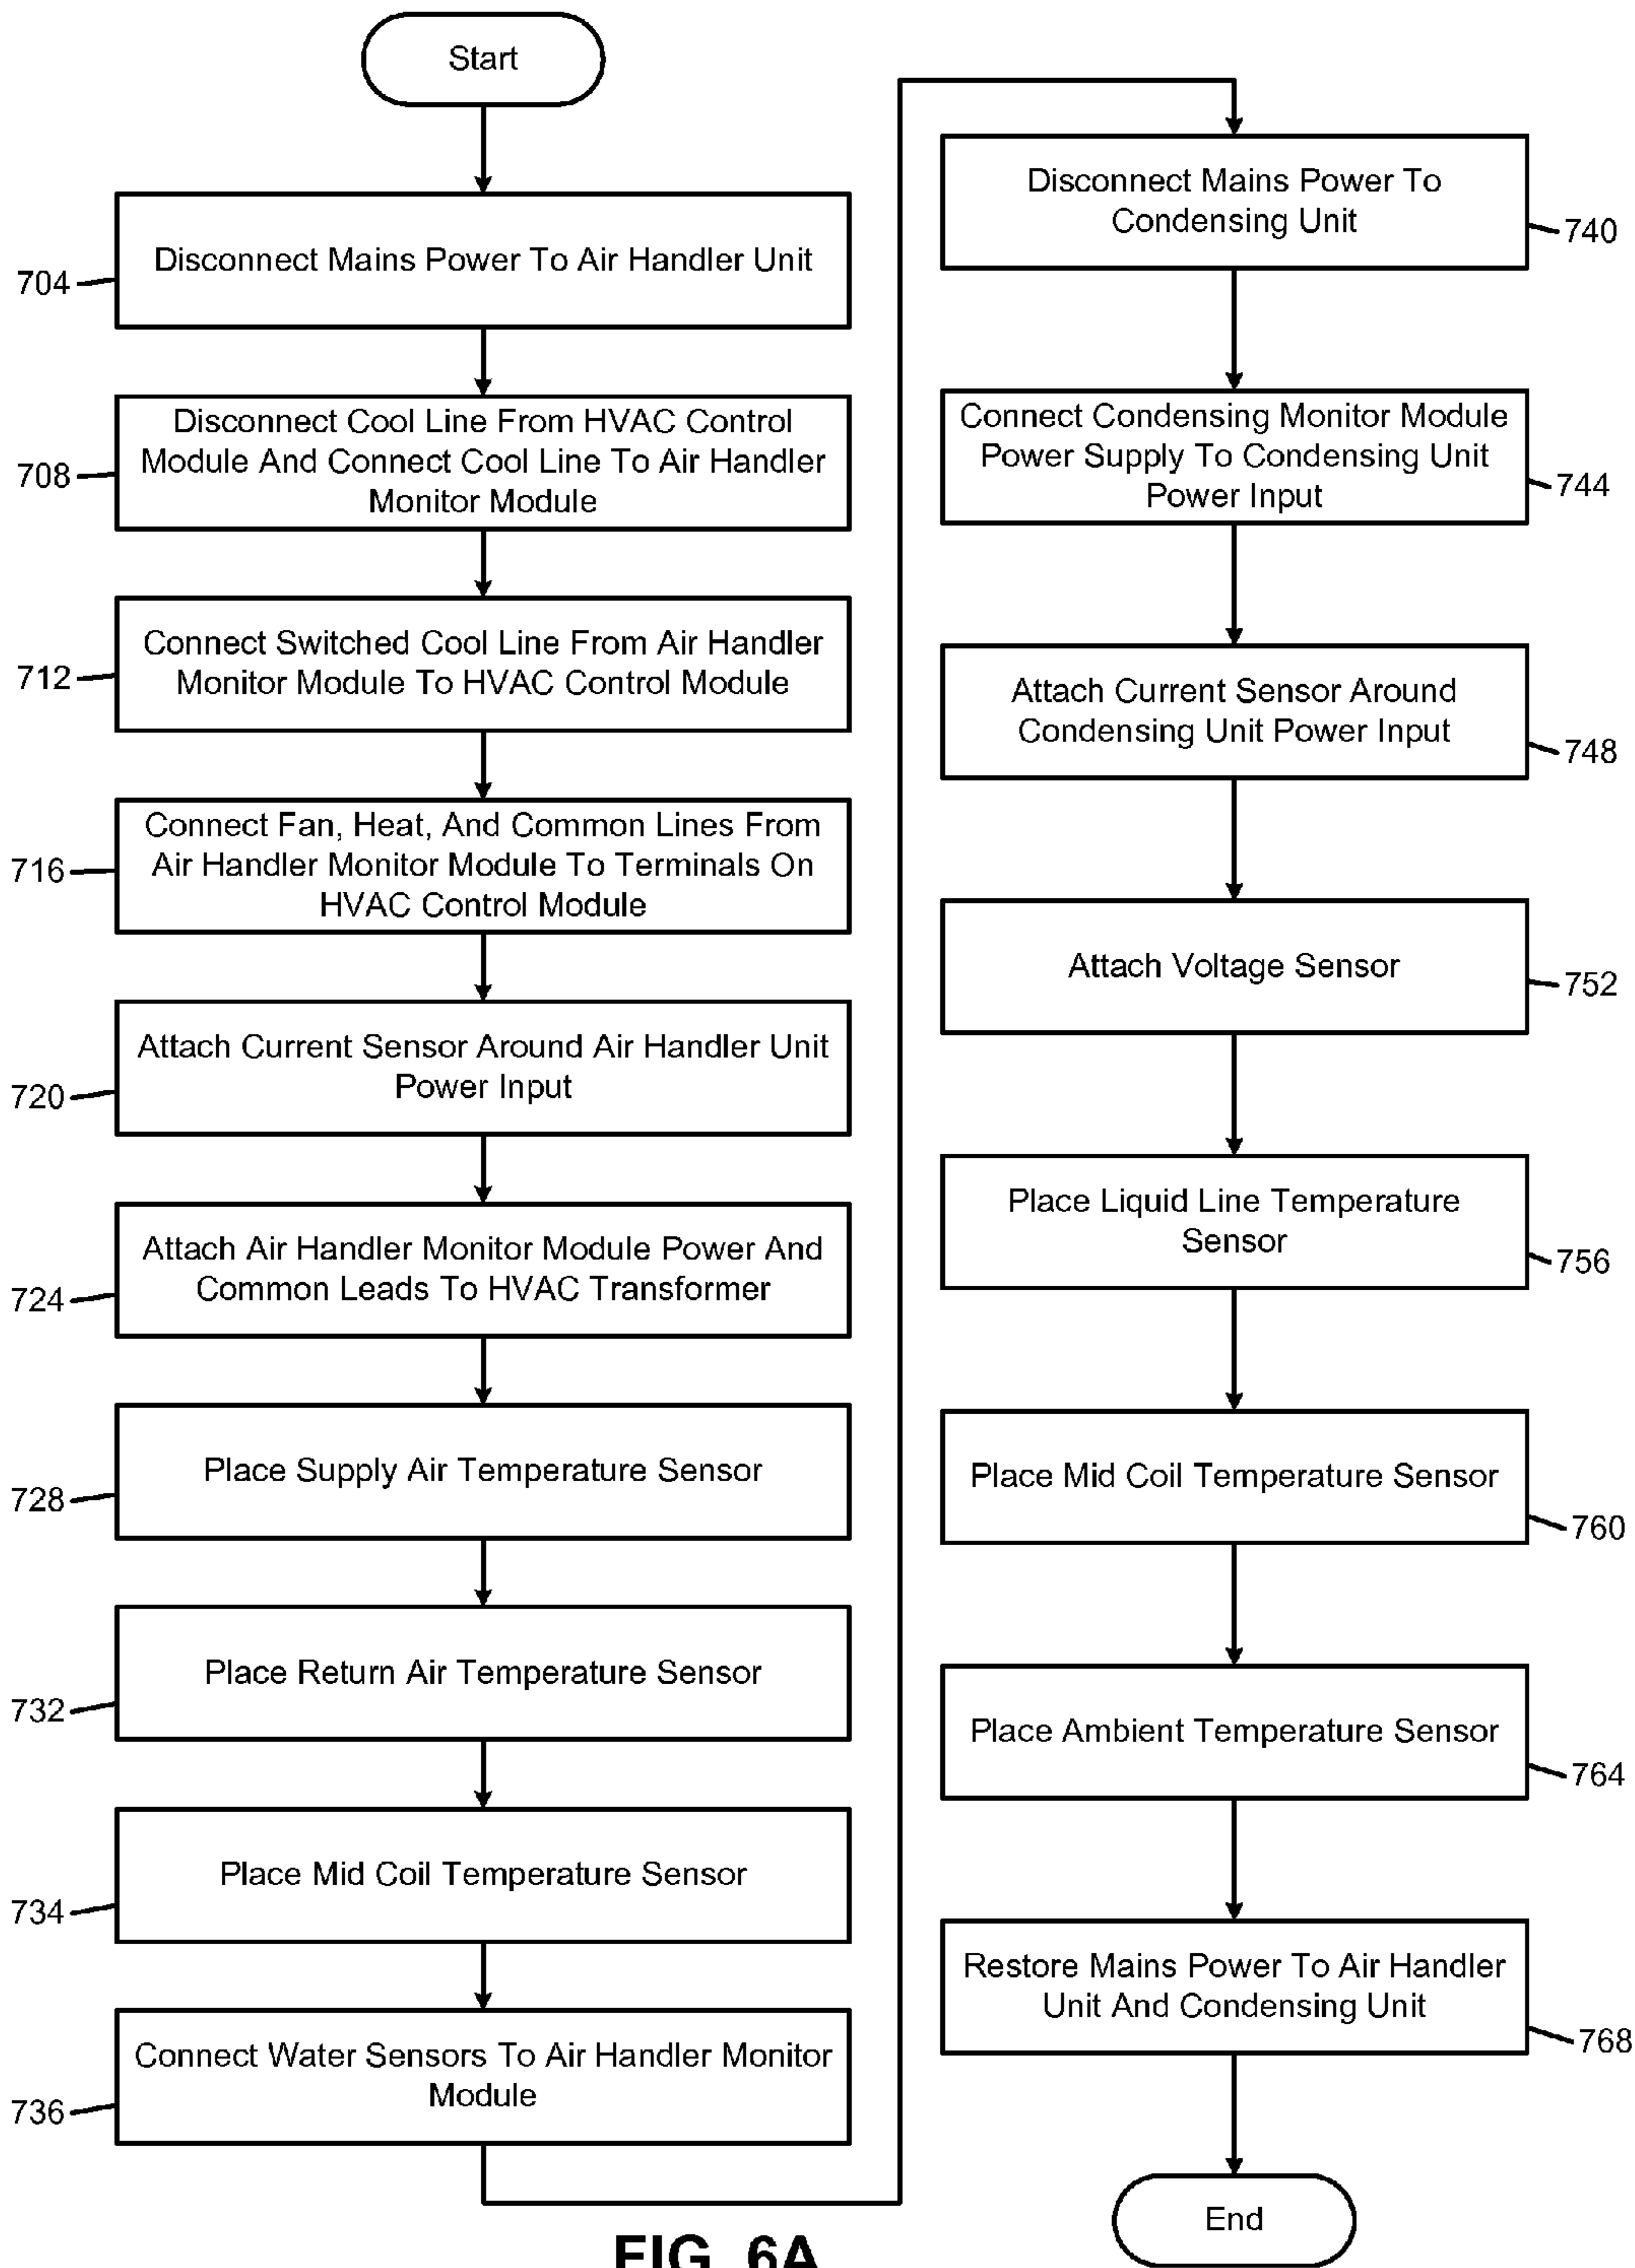 Start
Disconnect Mains Power To Air Handler Unit
704
Disconnect Cool Line From HVAC Control
Module And Connect Cool Line To Air Handler
Monitor Module
708
Connect Switched Cool Line From Air Handler
Monitor Module To HVAC Control Module
712
Connect Fan, Heat, And Common Lines From
Air Handler Monitor Module To Terminals On
HVAC Control Module
716
Attach Current Sensor Around Air Handler Unit
Power Input
720
Attach Air Handler Monitor Module Power And
Common Leads To HVAC Transformer
724
Place Supply Air Temperature Sensor
728
Place Return Air Temperature Sensor
732
Place Mid Coil Temperature Sensor
734
Connect Water Sensors To Air Handler Monitor
Module
736
Disconnect Mains Power To
Condensing Unit
740
Connect Condensing Monitor Module
Power Supply To Condensing Unit
Power Input
744
Attach Current Sensor Around
Condensing Unit Power Input
748
Attach Voltage Sensor
752
Place Liquid Line Temperature
Sensor
756
Place Mid Coil Temperature Sensor
760
Place Ambient Temperature Sensor
764
Restore Mains Power To Air Handler
Unit And Condensing Unit
768
End
FIG. 6A